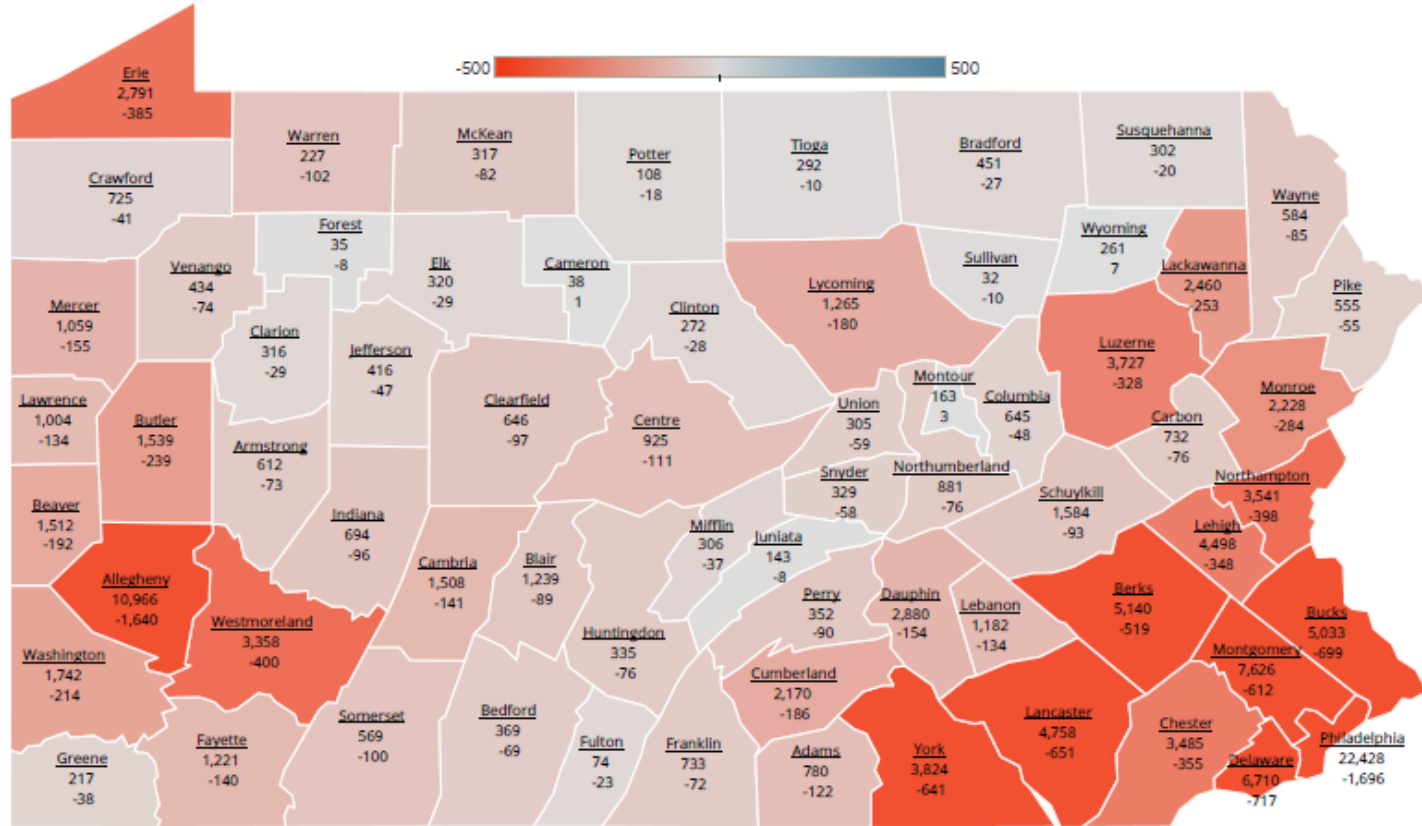 -500
500
Erie
2,791
-385
Warren
227
-102
McKean
317
-82
Potter
108
-18
Tioga
292
-10
Bradford
451
-27
Susquehanna
302
-20
Wayne
584
-85
Crawford
725
-41
Forest
35
-8
Elk
320
-29
Cameron
38
1
Venango
434
-74
Mercer
1,059
-155
Clarion
316
-29
Jefferson
416
-47
Clinton
272
-28
Lycoming
1,265
-180
Sullivan
32
-10
Wyoming
261
7
Lackawanna
2,460
-253
Pike
555
-55
Luzerne
3,727
-328
Monroe
2,228
-284
Lawrence
1,004
-134
Butler
1,539
-239
Armstrong
612
-73
Clearfield
646
-97
Centre
925
-111
Union
305
-59
Montour
163
3
Columbia
645
-48
Carbon
732
-76
Northampton
3,541
-398
Beaver
1,512
-192
Indiana
694
-96
Snyder
329
-58
Northumberland
881
-76
Schuylkill
1,584
-93
Lehigh
4,498
-348
Mifflin
306
-37
Juniata
143
-8
Cambria
1,508
-141
Blair
1,239
-89
Allegheny
10,966
-1,640
Westmoreland
3,358
-400
Perry
352
-90
Dauphin
2,880
-154
Lebanon
1,182
-134
Berks
5,140
-519
Bucks
5,033
-699
Huntingdon
335
-76
Montgomery
7,626
-612
Washington
1,742
-214
Cumberland
2,170
-186
Somerset
569
-100
Bedford
369
-69
Lancaster
4,758
-651
Chester
3,485
-355
Philadelphia
22,428
-1,696
Greene
217
-38
Fayette
1,221
-140
Fulton
74
-23
Franklin
733
-72
Adams
780
-122
York
3,824
-641
Delaware
6,710
-717